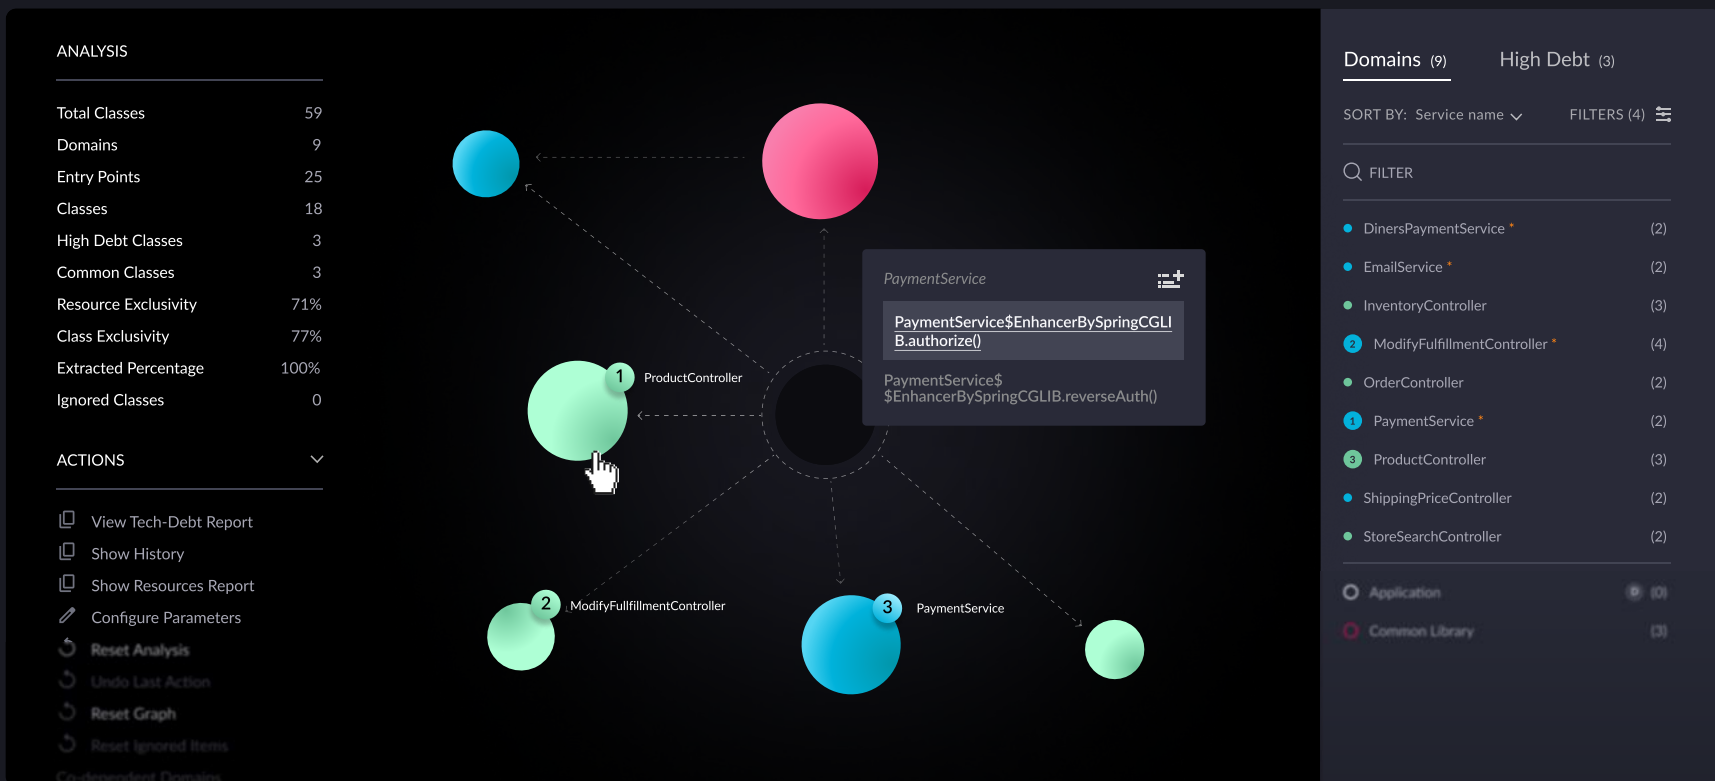 ANALYSIS
Total Classes 59
Domains 9
Entry Points 25
Classes 18
High Debt Classes 3
Common Classes 3
Resource Exclusivity 71%
Class Exclusivity 77%
Extracted Percentage 100%
Ignored Classes 0
ACTIONS
View Tech-Debt Report
Show History
Show Resources Report
Configure Parameters
Reset Analysis
Undo Last Action
Reset Graph
Reset Ignored Items
Co-dependent Domains
1 ProductController
2 ModifyFullfillmentController
3 PaymentService
PaymentService
PaymentService$EnhancerBySpringCGLI
B.authorize()
PaymentService$
$EnhancerBySpringCGLIB.reverseAuth()
Domains (9) High Debt (3)
SORT BY: Service name FILTERS (4)
FILTER
DinersPaymentService * (2)
EmailService * (2)
InventoryController (3)
2 ModifyFulfillmentController * (4)
OrderController (2)
1 PaymentService * (2)
3 ProductController (3)
ShippingPriceController (2)
StoreSearchController (2)
Application D (0)
Common Library (3)